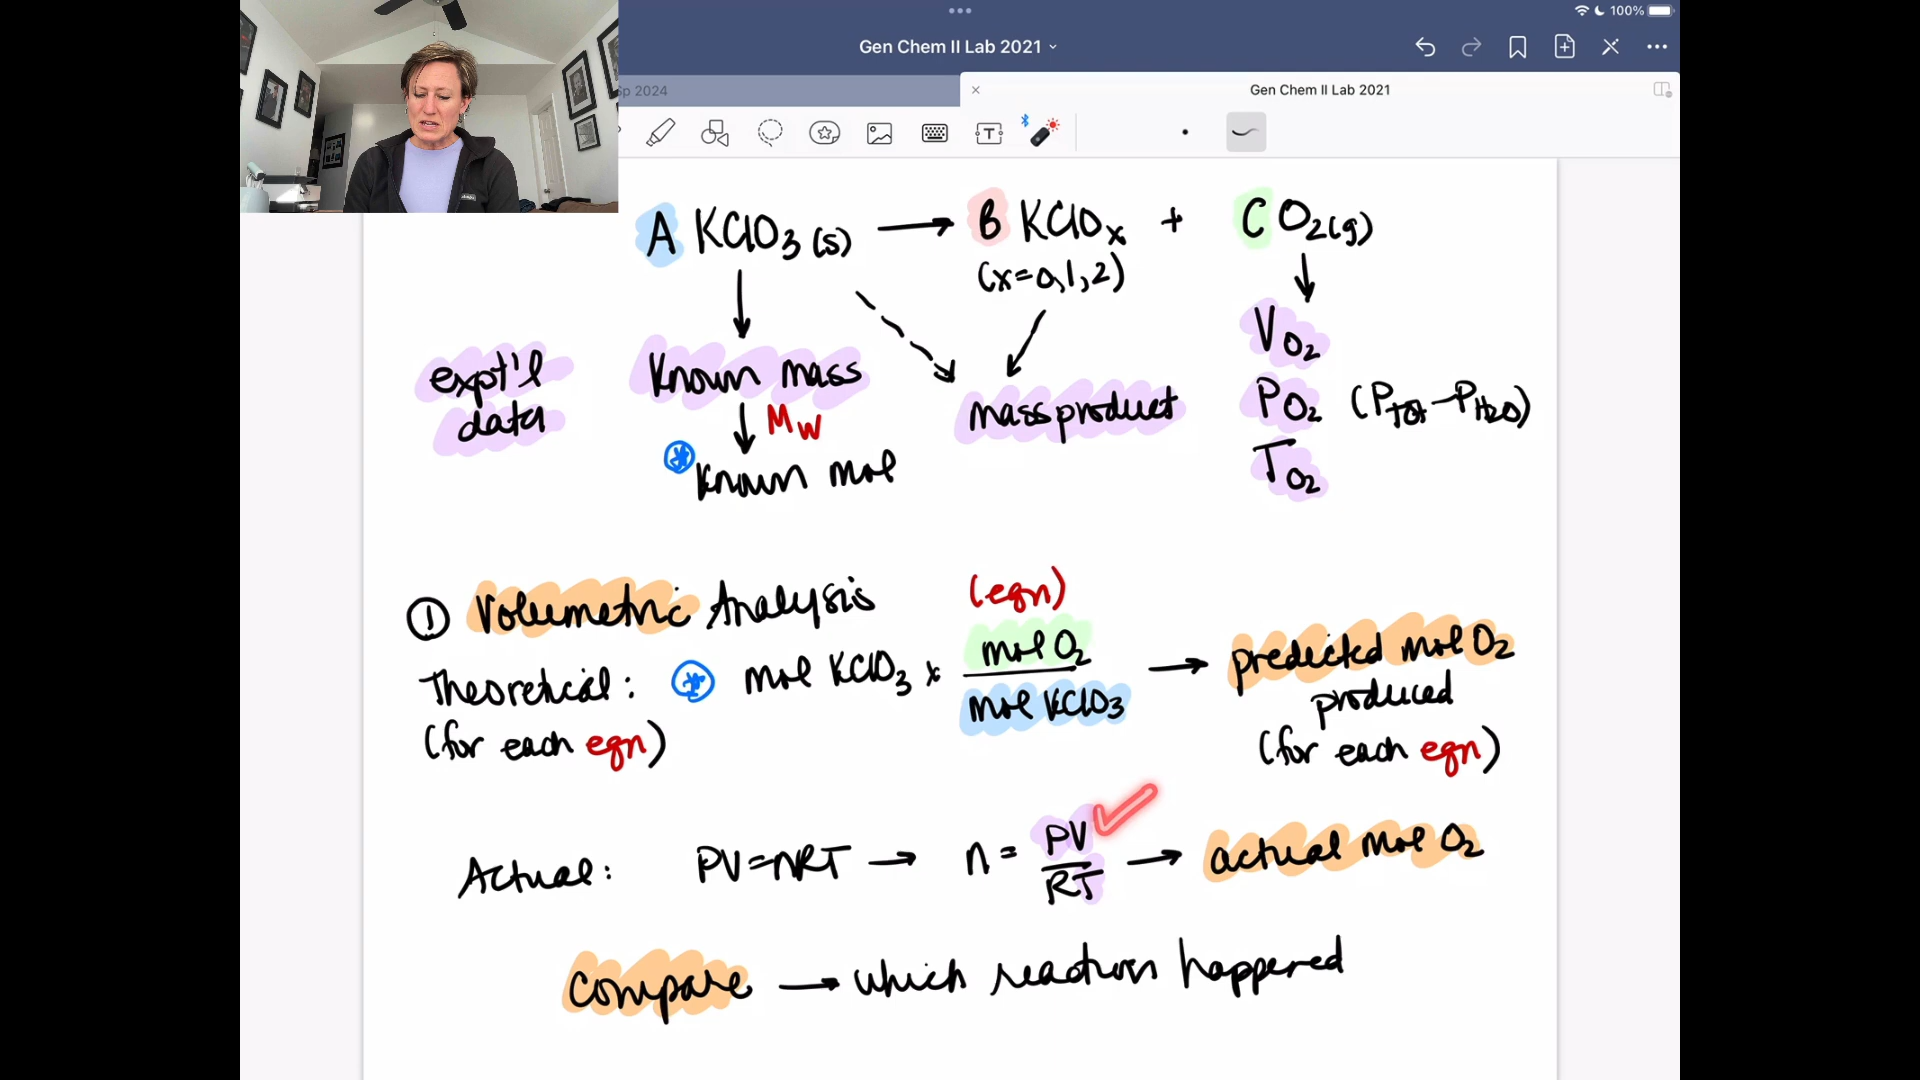 100%
Gen Chem II Lab 2021
Sp 2024
Gen Chem II Lab 2021
T
A KClO3 (s) → B KClOx + C O2(g)
(x=0,1,2)
expt'l data
Known mass
MW
Known mol
mass product
VO2
PO2 (PTot - PH2O)
TO2
① Volumetric Analysis
(eqn)
Theoretical: * mol KClO3 x mol O2 / mol KClO3 → predicted mol O2 produced
(for each eqn)
(for each eqn)
Actual: PV=nRT → n = PV / RT → actual mol O2
Compare → which reaction happened